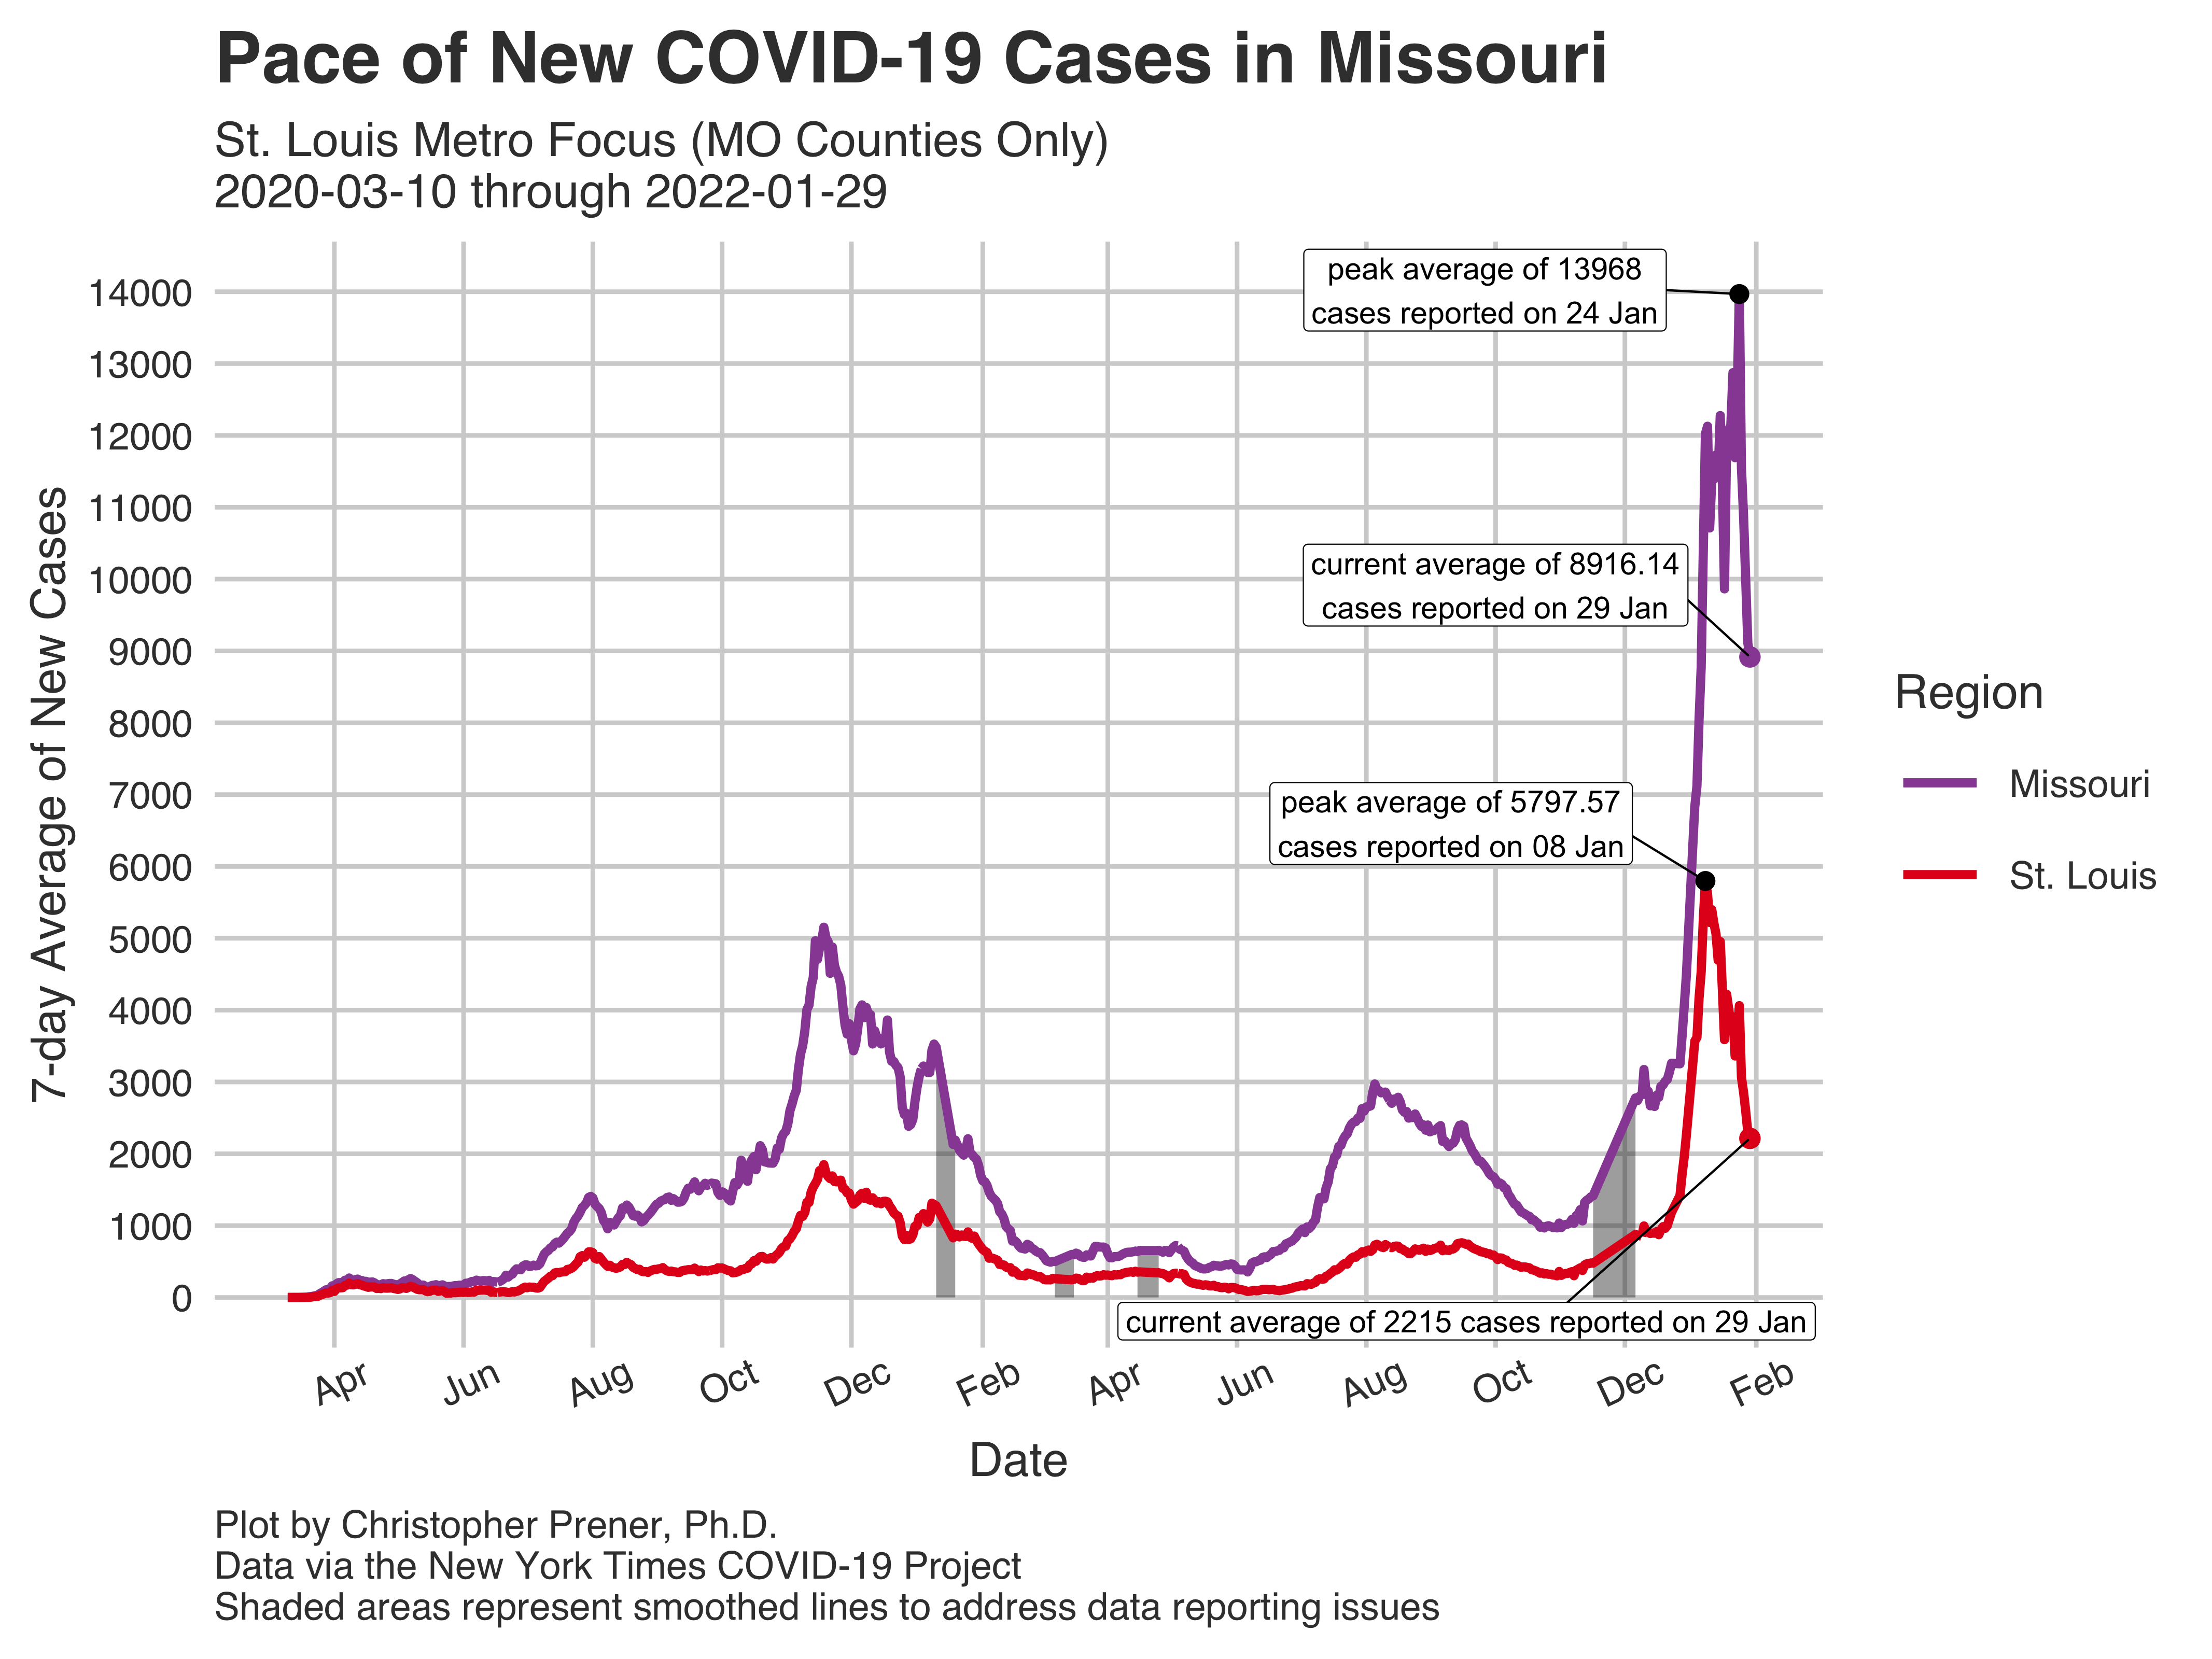 Pace of New COVID-19 Cases in Missouri
St. Louis Metro Focus (MO Counties Only)
2020-03-10 through 2022-01-29
7-day Average of New Cases
14000
13000
12000
11000
10000
9000
8000
7000
6000
5000
4000
3000
2000
1000
0
peak average of 13968
cases reported on 24 Jan
current average of 8916.14
cases reported on 29 Jan
peak average of 5797.57
cases reported on 08 Jan
current average of 2215 cases reported on 29 Jan
Apr
Jun
Aug
Oct
Dec
Feb
Apr
Jun
Aug
Oct
Dec
Feb
Date
Region
Missouri
St. Louis
Plot by Christopher Prener, Ph.D.
Data via the New York Times COVID-19 Project
Shaded areas represent smoothed lines to address data reporting issues